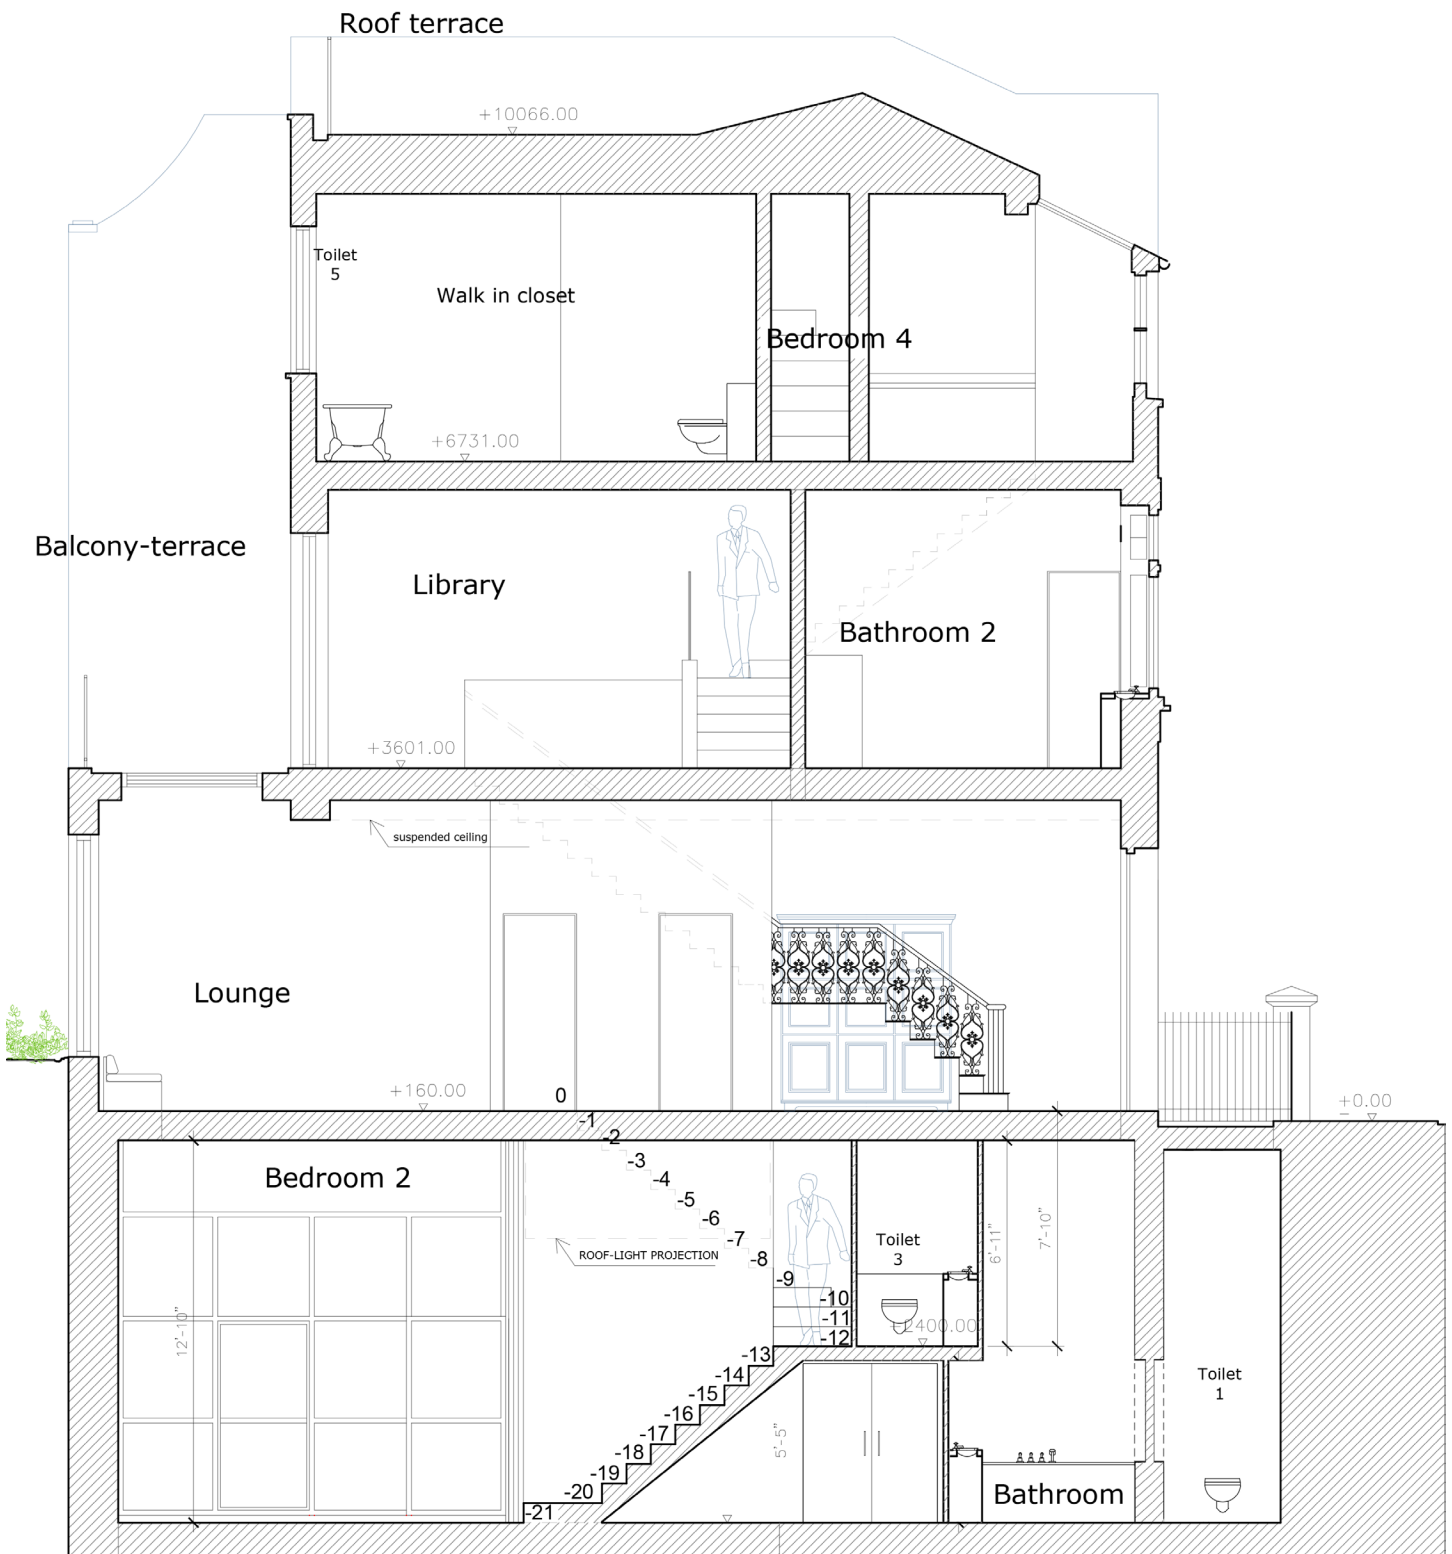 Roof terrace
+10066.00
Toilet
5
Walk in closet
Bedroom 4
+6731.00
Balcony-terrace
Library
Bathroom 2
+3601.00
suspended ceiling
Lounge
+160.00
0
+0.00
-1
-2
Bedroom 2
-3
-4
-5
-6
-7
-8
6'-11"
7'-10"
Toilet
3
ROOF-LIGHT PROJECTION
-9
-10
-11
-12
-2400.00
12'-10"
-13
-14
-15
-16
-17
-18
-19
-20
-21
5'-5"
Toilet
1
Bathroom